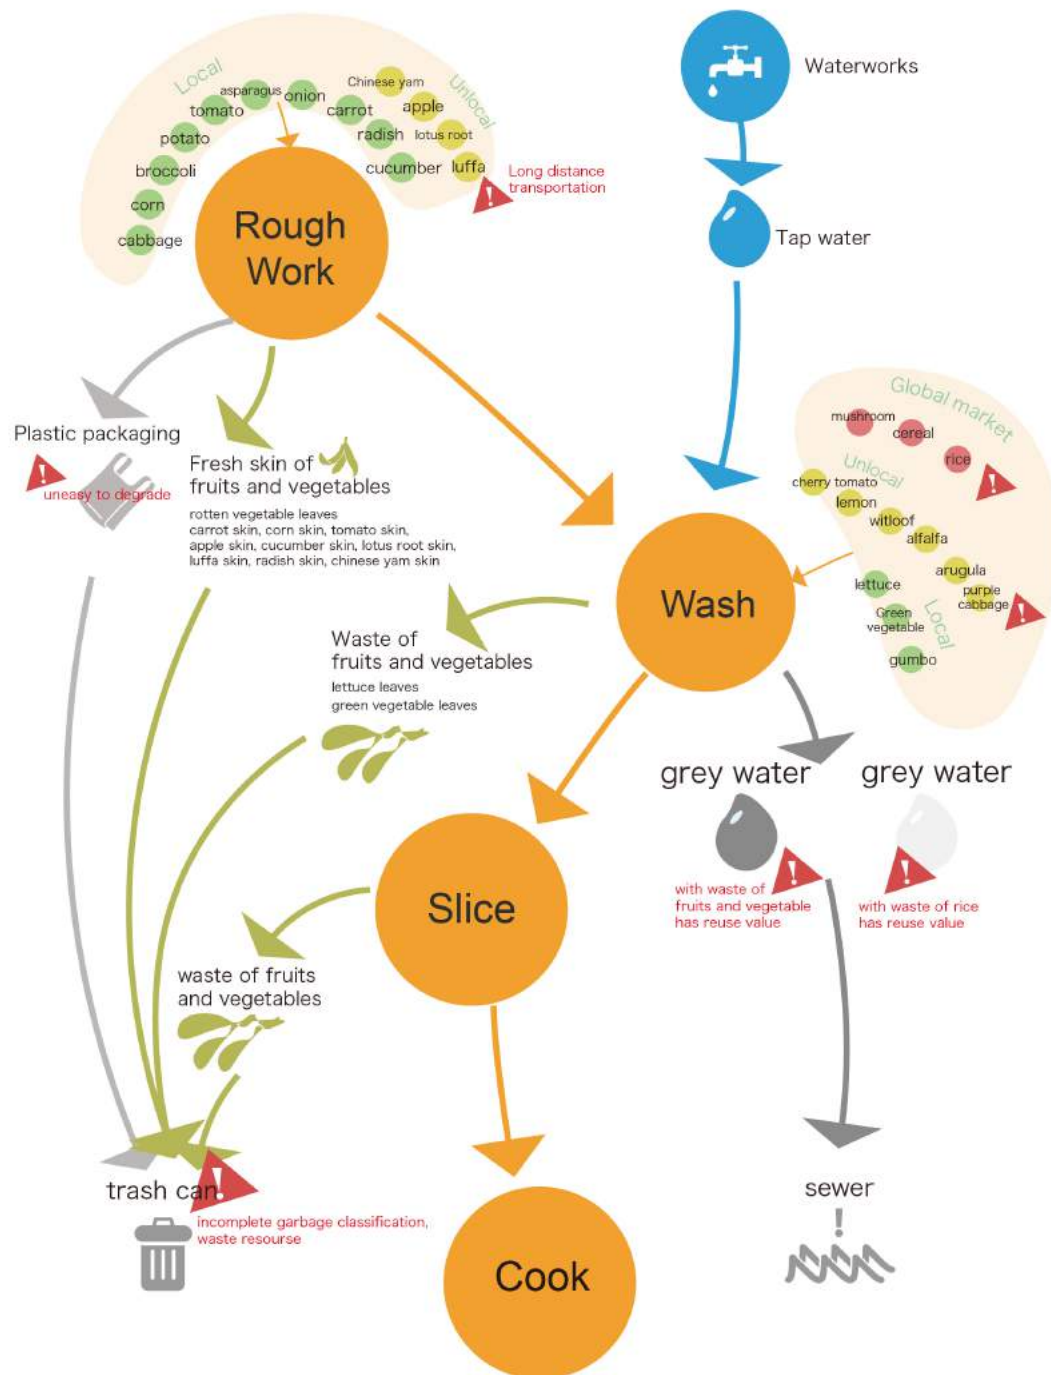 Local
Unlocal
Chinese yam
asparagus
onion
apple
tomato
carrot
potato
radish
lotus root
broccoli
cucumber
luffa
corn
cabbage
Long distance
transportation
Rough
Work
Waterworks
Tap water
Plastic packaging
uneasy to degrade
Fresh skin of
fruits and vegetables
rotten vegetable leaves
carrot skin, corn skin, tomato skin,
apple skin, cucumber skin, lotus root skin,
luffa skin, radish skin, chinese yam skin
Global market
mushroom
cereal
rice
Unlocal
cherry tomato
lemon
witloof
alfalfa
arugula
purple
cabbage
lettuce
Green
vegetable
Local
gumbo
Wash
Waste of
fruits and vegetables
lettuce leaves
green vegetable leaves
grey water
with waste of
fruits and vegetable
has reuse value
grey water
with waste of rice
has reuse value
Slice
waste of fruits
and vegetables
trash can
incomplete garbage classification,
waste resourse
sewer
Cook